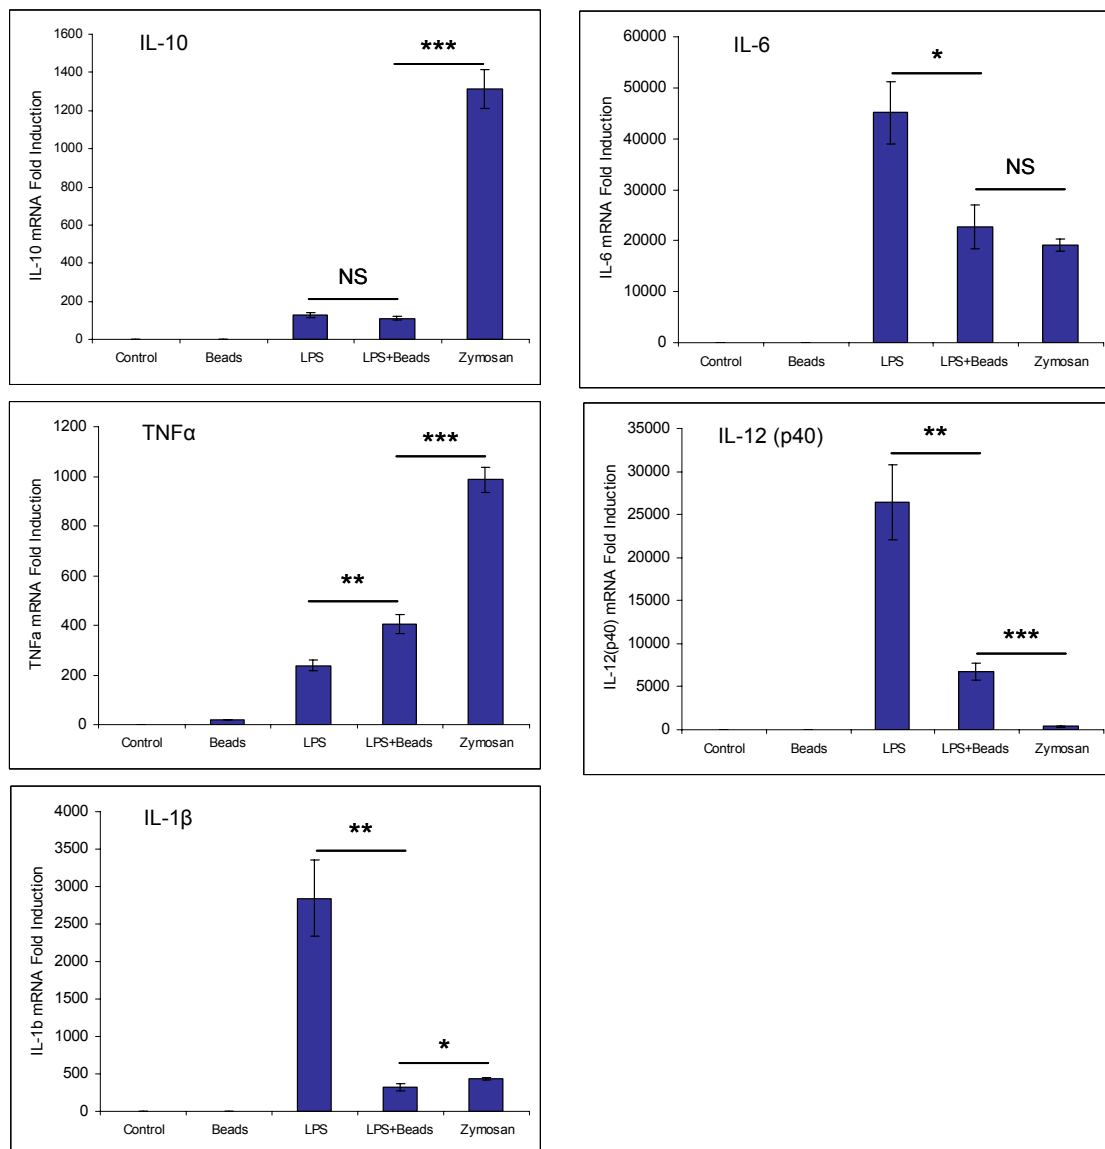 IL-10
IL-10 mRNA Fold Induction
1600
1400
1200
1000
800
600
400
200
0
***
NS
Control Beads LPS LPS+Beads Zymosan
IL-6
IL-6 mRNA Fold Induction
60000
50000
40000
30000
20000
10000
0
*
NS
Control Beads LPS LPS+Beads Zymosan
TNFα
TNFa mRNA Fold Induction
1200
1000
800
600
400
200
0
***
**
Control Beads LPS LPS+Beads Zymosan
IL-12 (p40)
IL-12(p40) mRNA Fold Induction
35000
30000
25000
20000
15000
10000
5000
0
**
***
Control Beads LPS LPS+Beads Zymosan
IL-1β
IL-1b mRNA Fold Induction
4000
3500
3000
2500
2000
1500
1000
500
0
**
*
Control Beads LPS LPS+Beads Zymosan